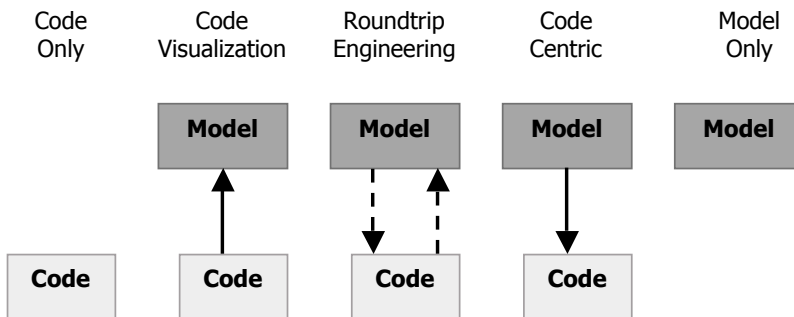 Code
Only
Code
Visualization
Roundtrip
Engineering
Code
Centric
Model
Only
Model
Model
Model
Model
Code
Code
Code
Code